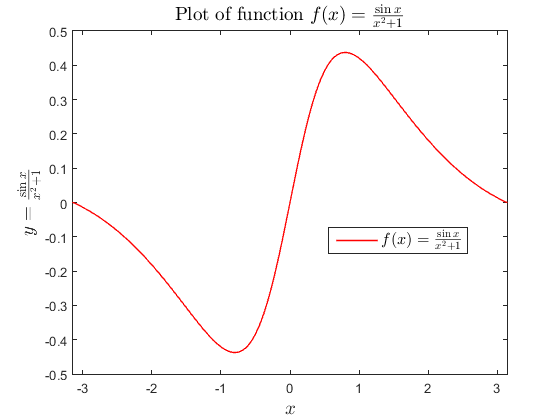 Plot of function f(x) = sin x / x²+1
0.5
0.4
0.3
0.2
0.1
0
-0.1
-0.2
-0.3
-0.4
-0.5
y = sin x / x²+1
f(x) = sin x / x²+1
-3 -2 -1 0 1 2 3
x